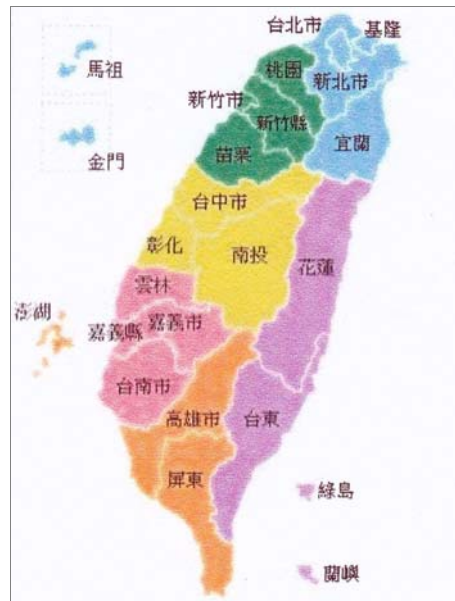 台北市
基隆
馬祖
桃園
新北市
新竹市
新竹縣
金門
苗栗
宜蘭
台中市
彰化
南投
花蓮
雲林
澎湖
嘉義市
嘉義縣
台南市
高雄市
台東
屏東
綠島
蘭嶼